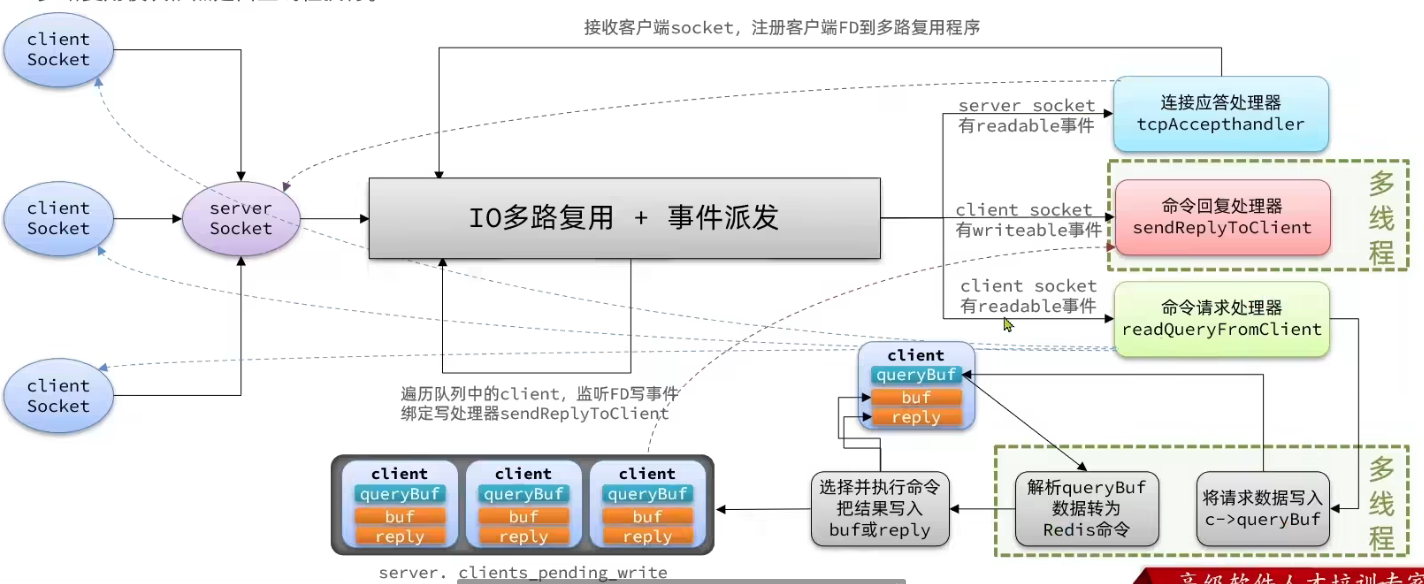 接收客户端socket，注册客户端FD到多路复用程序
client
Socket
client
Socket
client
Socket
server
Socket
IO多路复用 + 事件派发
server socket
有readable事件
连接应答处理器
tcpAccepthandler
client socket
有writeable事件
命令回复处理器
sendReplyToClient
多
线
程
client socket
有readable事件
命令请求处理器
readQueryFromClient
遍历队列中的client，监听FD写事件
绑定写处理器sendReplyToClient
client
queryBuf
buf
reply
client
queryBuf
buf
reply
client
queryBuf
buf
reply
client
queryBuf
buf
reply
server. clients_pending_write
选择并执行命令
把结果写入
buf或reply
解析queryBuf
数据转为
Redis命令
将请求数据写入
c->queryBuf
多
线
程
高级软件人才培训专家